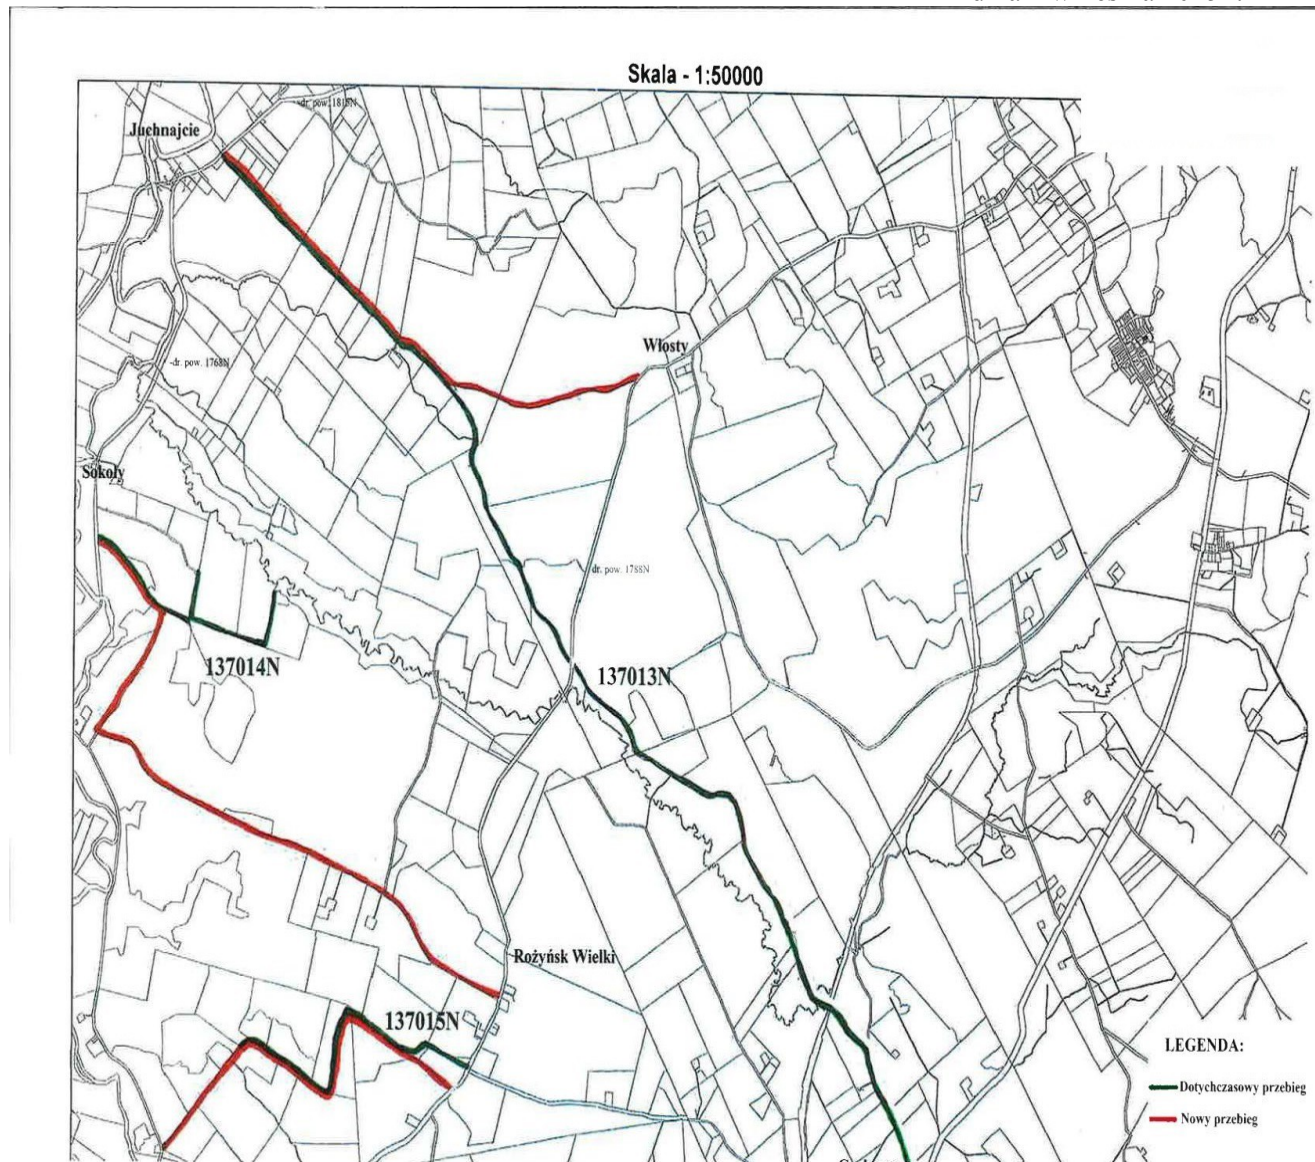 Skala - 1:50000
dr. pow. 1818N
Juchnajcie
Włosty
dr. pow. 1768N
Sokoły
dr. pow. 1788N
137014N
137013N
Rożyńsk Wielki
137015N
LEGENDA:
Dotychczasowy przebieg
Nowy przebieg